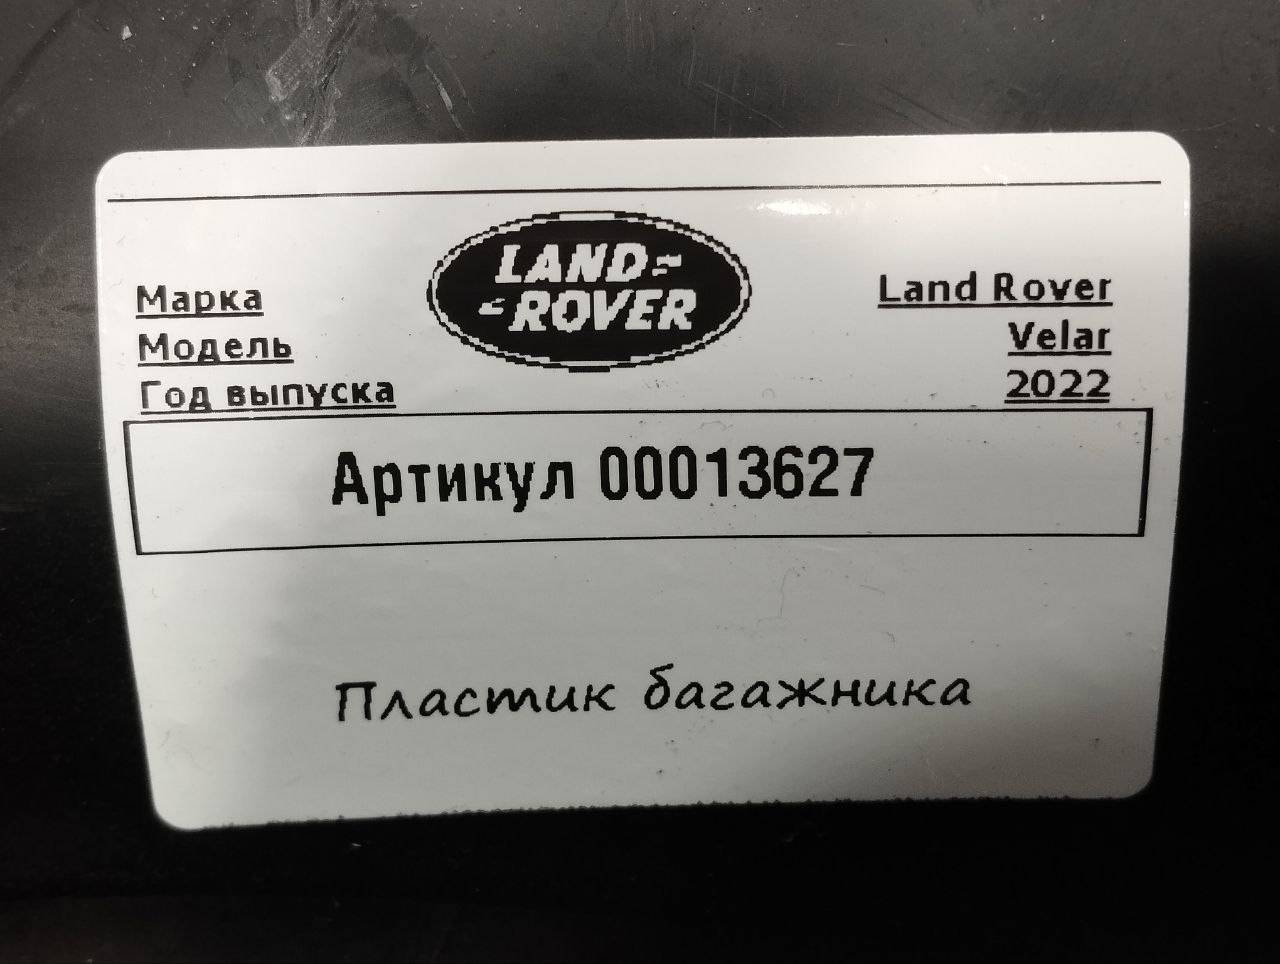 LAND
ROVER
Марка Land Rover
Модель Velar
Год выпуска 2022
Артикул 00013627
Пластик багажника